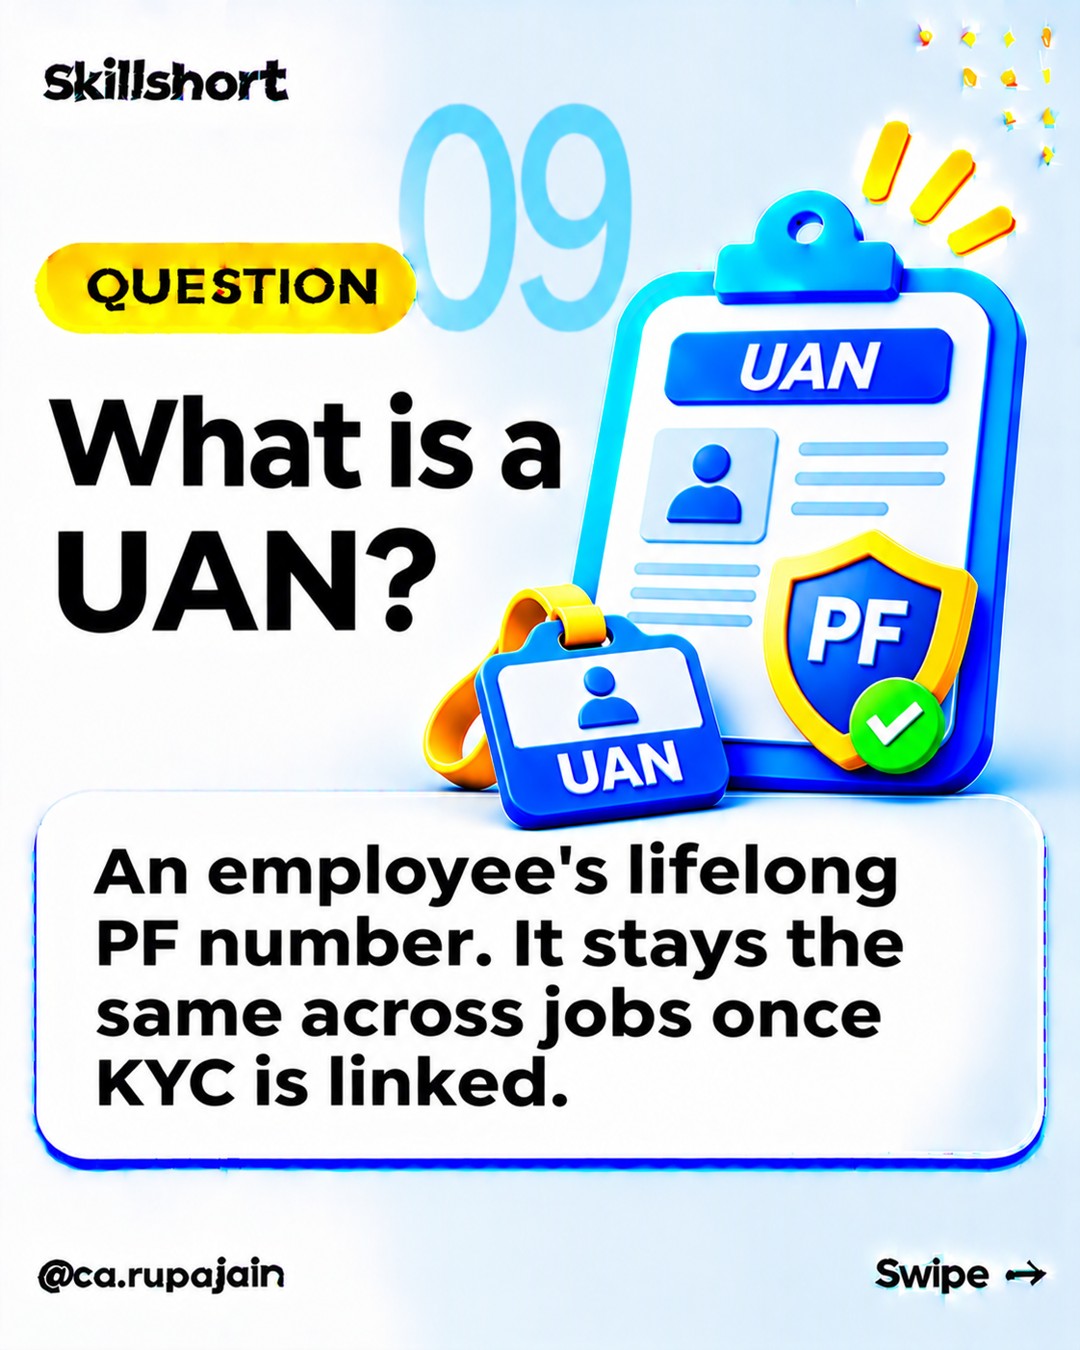 Skillshort
09
QUESTION
What is a
UAN?
UAN
PF
UAN
An employee's lifelong
PF number. It stays the
same across jobs once
KYC is linked.
@ca.rupajain
Swipe →